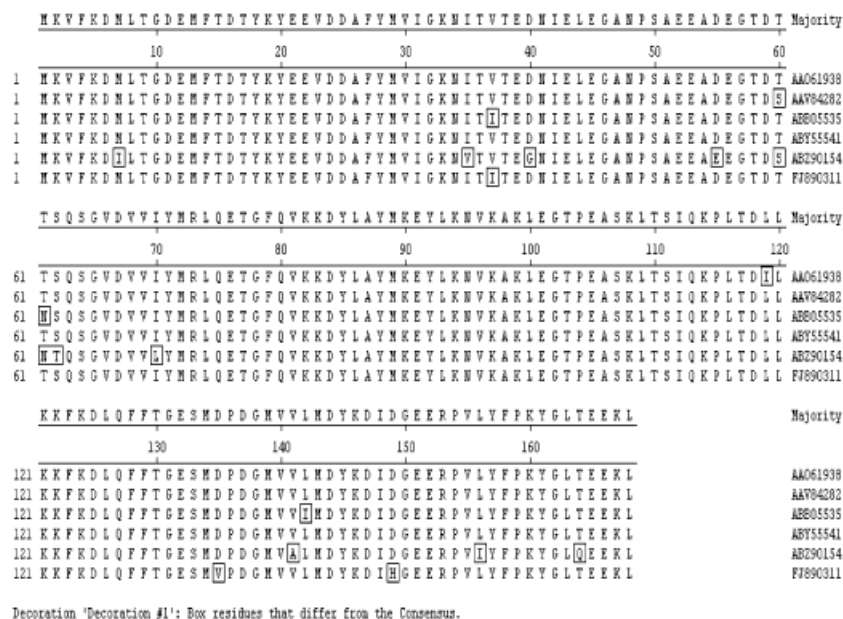 M K V F K D M L T G D E M F T D T Y K Y E E V D D A F Y M V I G K N I T V T E D N I E L E G A N P S A E E A D E G T D T Majority
10 20 30 40 50 60
1 M K V F K D M L T G D E M F T D T Y K Y E E V D D A F Y M V I G K N I T V T E D N I E L E G A N P S A E E A D E G T D T AAO61938
1 M K V F K D M L T G D E M F T D T Y K Y E E V D D A F Y M V I G K N I T V T E D N I E L E G A N P S A E E A D E G T D S AAV84282
1 M K V F K D M L T G D E M F T D T Y K Y E E V D D A F Y M V I G K N I T I T E D N I E L E G A N P S A E E A D E G T D T ABB05535
1 M K V F K D M L T G D E M F T D T Y K Y E E V D D A F Y M V I G K N I T V T E D N I E L E G A N P S A E E A D E G T D T ABY55541
1 M K V F K D I L T G D E M F T D T Y K Y E E V D D A F Y M V I G K N V T V T E G N I E L E G A N P S A E E A E E G T D S ABZ90154
1 M K V F K D M L T G D E M F T D T Y K Y E E V D D A F Y M V I G K N I T I T E D N I E L E G A N P S A E E A D E G T D T FJ890311
T S Q S G V D V V I Y M R L Q E T G F Q V K K D Y L A Y M K E Y L K N V K A K L E G T P E A S K L T S I Q K P L T D L L Majority
70 80 90 100 110 120
61 T S Q S G V D V V I Y M R L Q E T G F Q V K K D Y L A Y M K E Y L K N V K A K L E G T P E A S K L T S I Q K P L T D I L AAO61938
61 T S Q S G V D V V I Y M R L Q E T G F Q V K K D Y L A Y M K E Y L K N V K A K L E G T P E A S K L T S I Q K P L T D L L AAV84282
61 N S Q S G V D V V I Y M R L Q E T G F Q V K K D Y L A Y M K E Y L K N V K A K L E G T P E A S K L T S I Q K P L T D L L ABB05535
61 T S Q S G V D V V I Y M R L Q E T G F Q V K K D Y L A Y M K E Y L K N V K A K L E G T P E A S K L T S I Q K P L T D L L ABY55541
61 N T Q S G V D V V L Y M R L Q E T G F Q V K K D Y L A Y M K E Y L K N V K A K L E G T P E A S K L T S I Q K P L T D L L ABZ90154
61 T S Q S G V D V V I Y M R L Q E T G F Q V K K D Y L A Y M K E Y L K N V K A K L E G T P E A S K L T S I Q K P L T D L L FJ890311
K K F K D L Q F F T G E S M D P D G M V V L M D Y K D I D G E E R P V L Y F P K Y G L T E E K L Majority
130 140 150 160
121 K K F K D L Q F F T G E S M D P D G M V V L M D Y K D I D G E E R P V L Y F P K Y G L T E E K L AAO61938
121 K K F K D L Q F F T G E S M D P D G M V V L M D Y K D I D G E E R P V L Y F P K Y G L T E E K L AAV84282
121 K K F K D L Q F F T G E S M D P D G M V V I M D Y K D I D G E E R P V L Y F P K Y G L T E E K L ABB05535
121 K K F K D L Q F F T G E S M D P D G M V V L M D Y K D I D G E E R P V L Y F P K Y G L T E E K L ABY55541
121 K K F K D L Q F F T G E S M D P D G M V A L M D Y K D I D G E E R P V I Y F P K Y G L Q E E K L ABZ90154
121 K K F K D L Q F F T G E S M V P D G M V V L M D Y K D I H G E E R P V L Y F P K Y G L T E E K L FJ890311
Decoration 'Decoration #1': Box residues that differ from the Consensus.